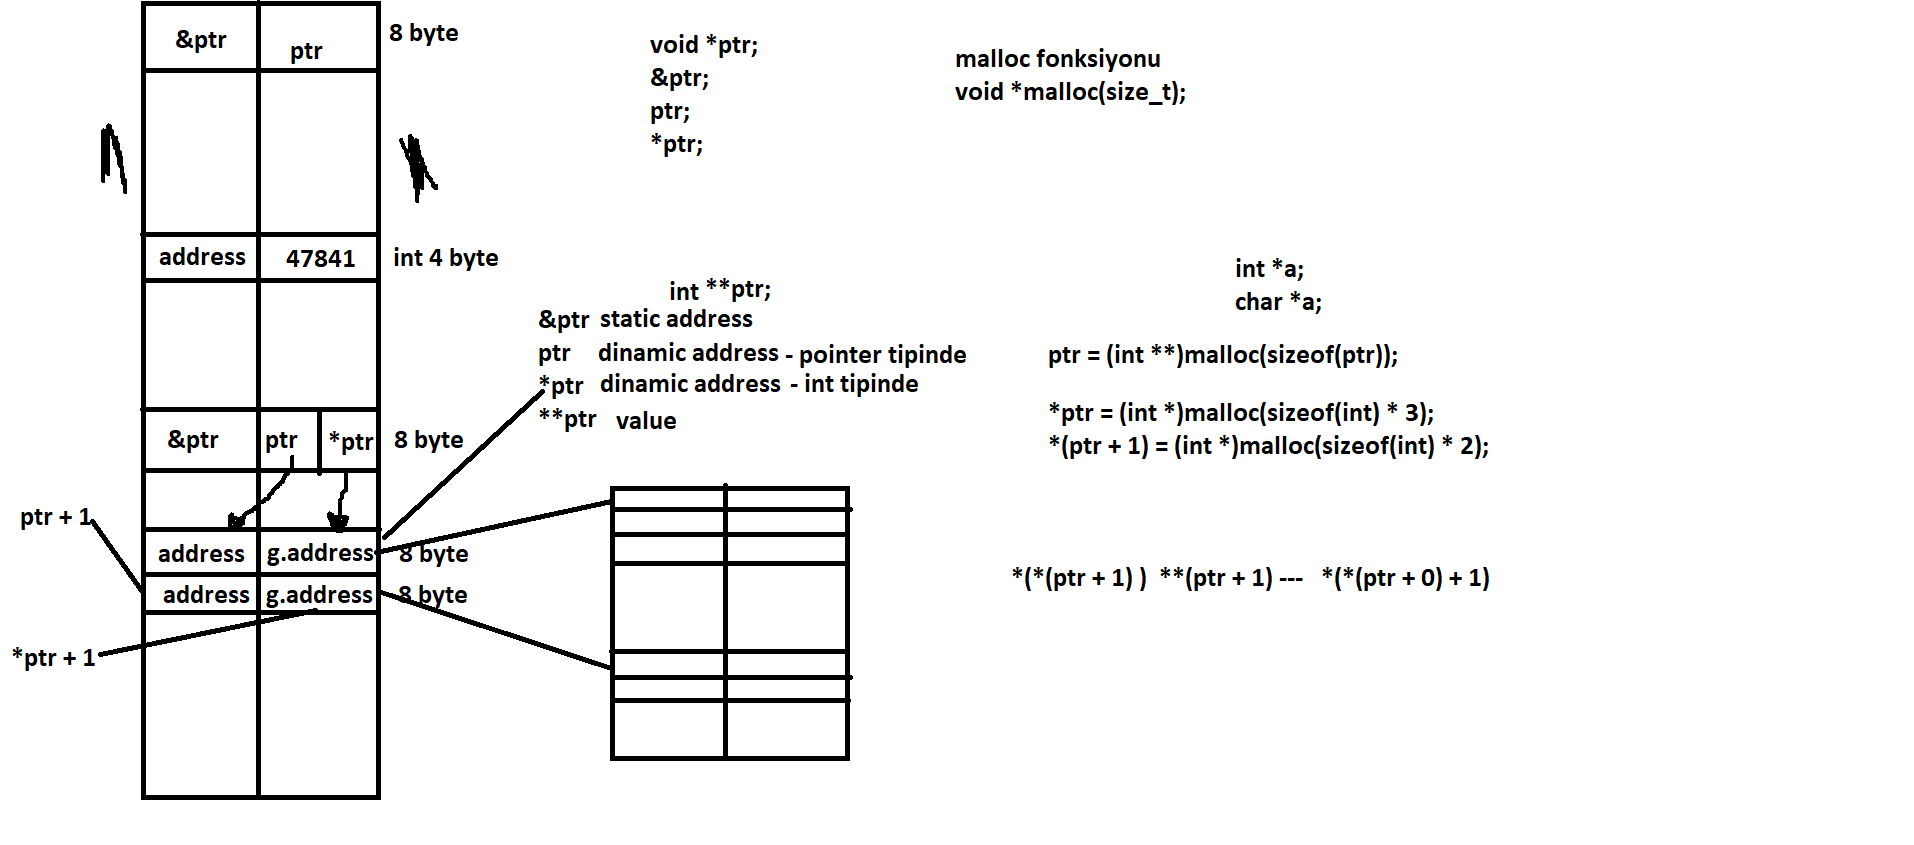 &ptr ptr 8 byte
address 47841 int 4 byte
&ptr ptr *ptr 8 byte
ptr + 1
address g.address 8 byte
address g.address 8 byte
*ptr + 1
void *ptr;
&ptr;
ptr;
*ptr;
malloc fonksiyonu
void *malloc(size_t);
int **ptr;
&ptr static address
ptr dinamic address - pointer tipinde
*ptr dinamic address - int tipinde
**ptr value
int *a;
char *a;
ptr = (int **)malloc(sizeof(ptr));
*ptr = (int *)malloc(sizeof(int) * 3);
*(ptr + 1) = (int *)malloc(sizeof(int) * 2);
*(*(ptr + 1) ) **(ptr + 1) --- *(*(ptr + 0) + 1)